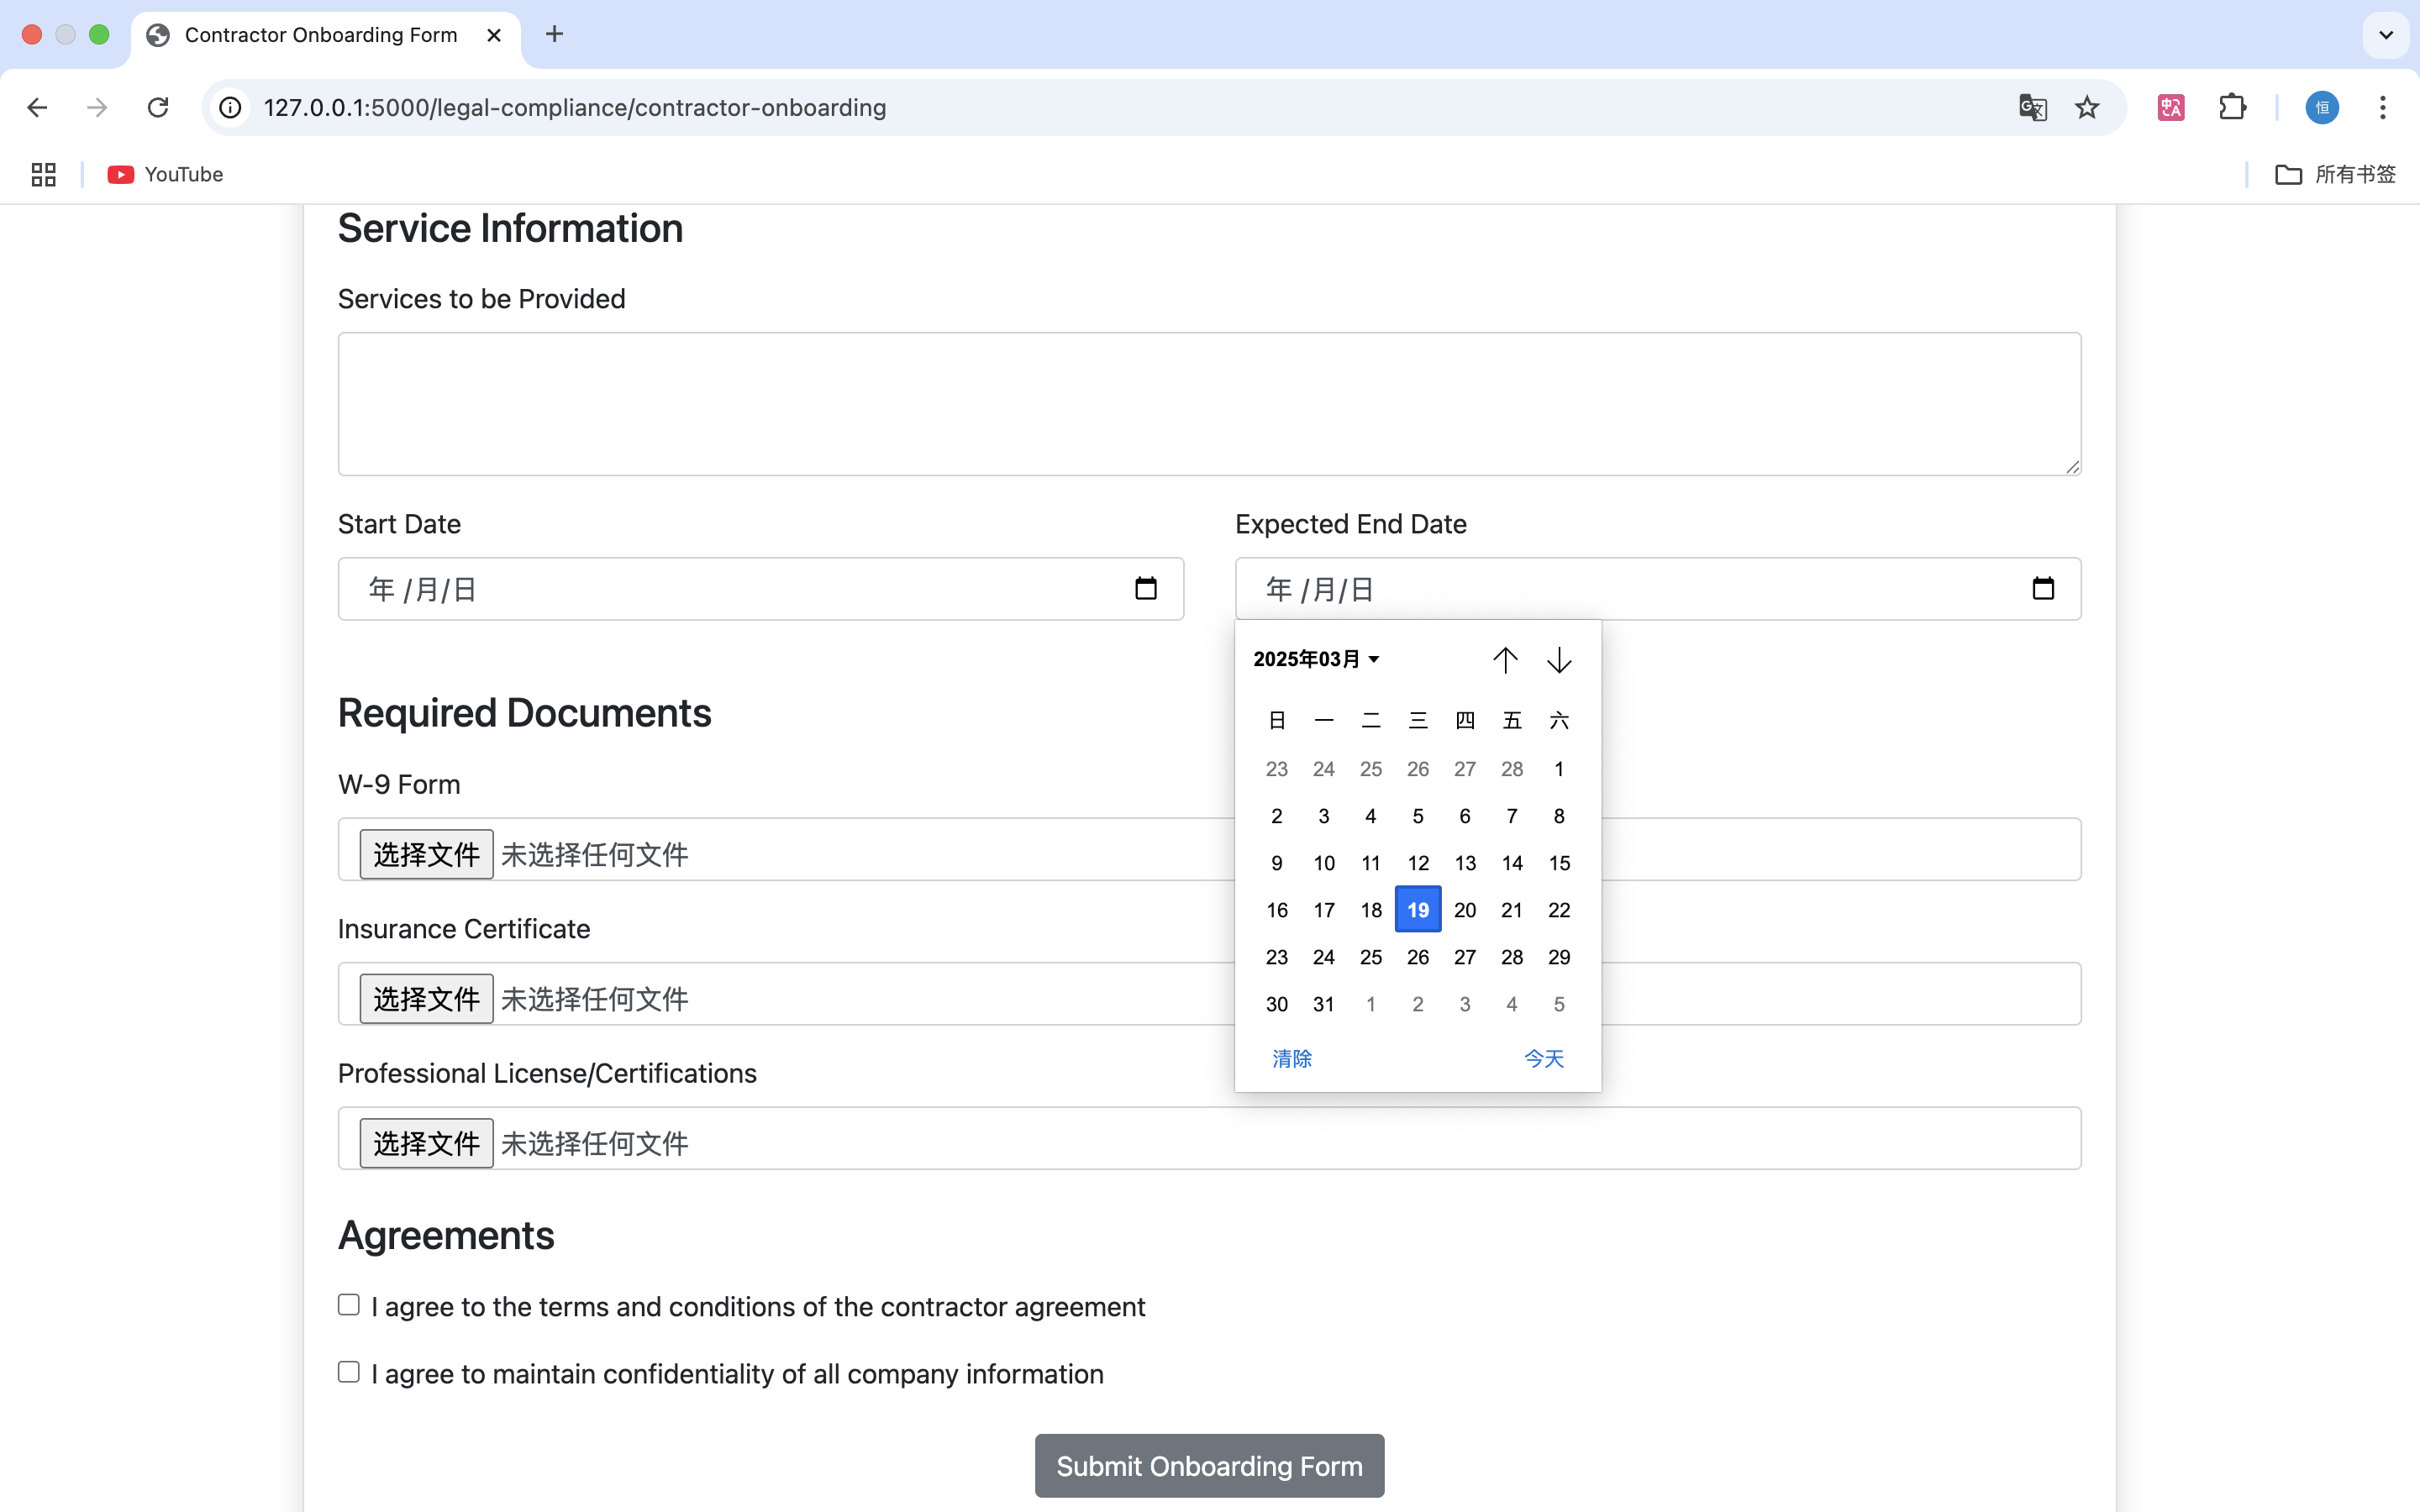 Contractor Onboarding Form
127.0.0.1:5000/legal-compliance/contractor-onboarding
恒
YouTube
所有书签
Service Information
Services to be Provided
Start Date
Expected End Date
年 /月/日
年 /月/日
2025年03月
日 一 二 三 四 五 六
23 24 25 26 27 28 1
2 3 4 5 6 7 8
9 10 11 12 13 14 15
16 17 18 19 20 21 22
23 24 25 26 27 28 29
30 31 1 2 3 4 5
清除 今天
Required Documents
W-9 Form
选择文件 未选择任何文件
Insurance Certificate
选择文件 未选择任何文件
Professional License/Certifications
选择文件 未选择任何文件
Agreements
I agree to the terms and conditions of the contractor agreement
I agree to maintain confidentiality of all company information
Submit Onboarding Form